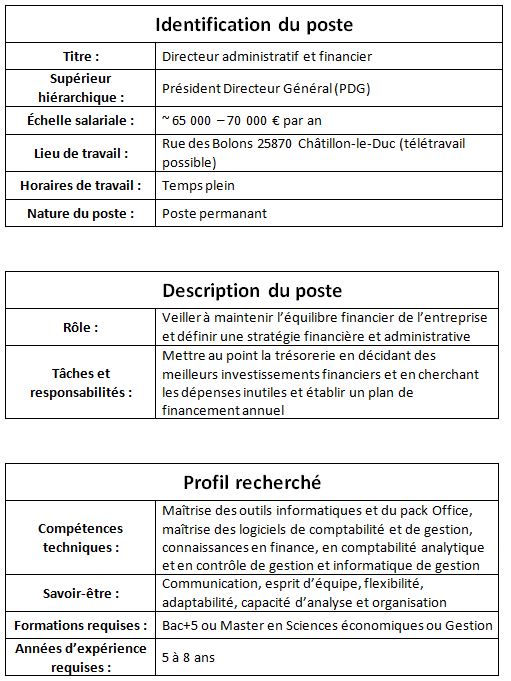 Identification du poste
Titre : Directeur administratif et financier
Supérieur
hiérarchique : Président Directeur Général (PDG)
Échelle salariale : ~ 65 000 – 70 000 € par an
Lieu de travail : Rue des Bolons 25870 Châtillon-le-Duc (télétravail
possible)
Horaires de travail : Temps plein
Nature du poste : Poste permanant
Description du poste
Rôle : Veiller à maintenir l’équilibre financier de l’entreprise
et définir une stratégie financière et administrative
Tâches et
responsabilités : Mettre au point la trésorerie en décidant des
meilleurs investissements financiers et en cherchant
les dépenses inutiles et établir un plan de
financement annuel
Profil recherché
Compétences
techniques : Maîtrise des outils informatiques et du pack Office,
maîtrise des logiciels de comptabilité et de gestion,
connaissances en finance, en comptabilité analytique
et en contrôle de gestion et informatique de gestion
Savoir-être : Communication, esprit d’équipe, flexibilité,
adaptabilité, capacité d’analyse et organisation
Formations requises : Bac+5 ou Master en Sciences économiques ou Gestion
Années d’expérience
requises : 5 à 8 ans